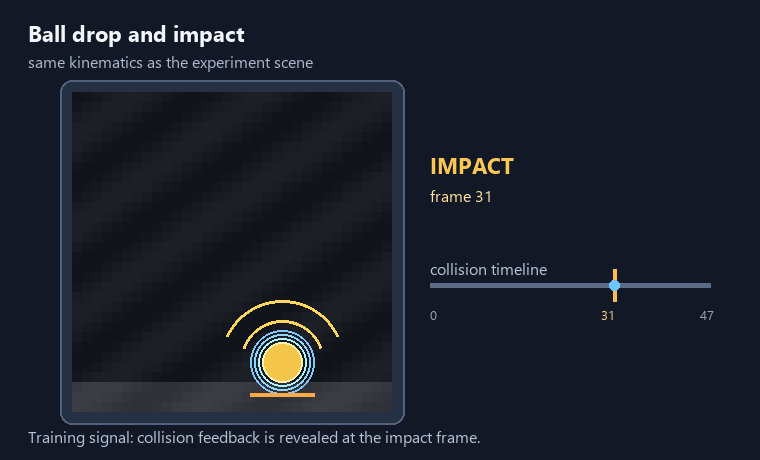 Ball drop and impact
same kinematics as the experiment scene
IMPACT
frame 31
collision timeline
0 31 47
Training signal: collision feedback is revealed at the impact frame.